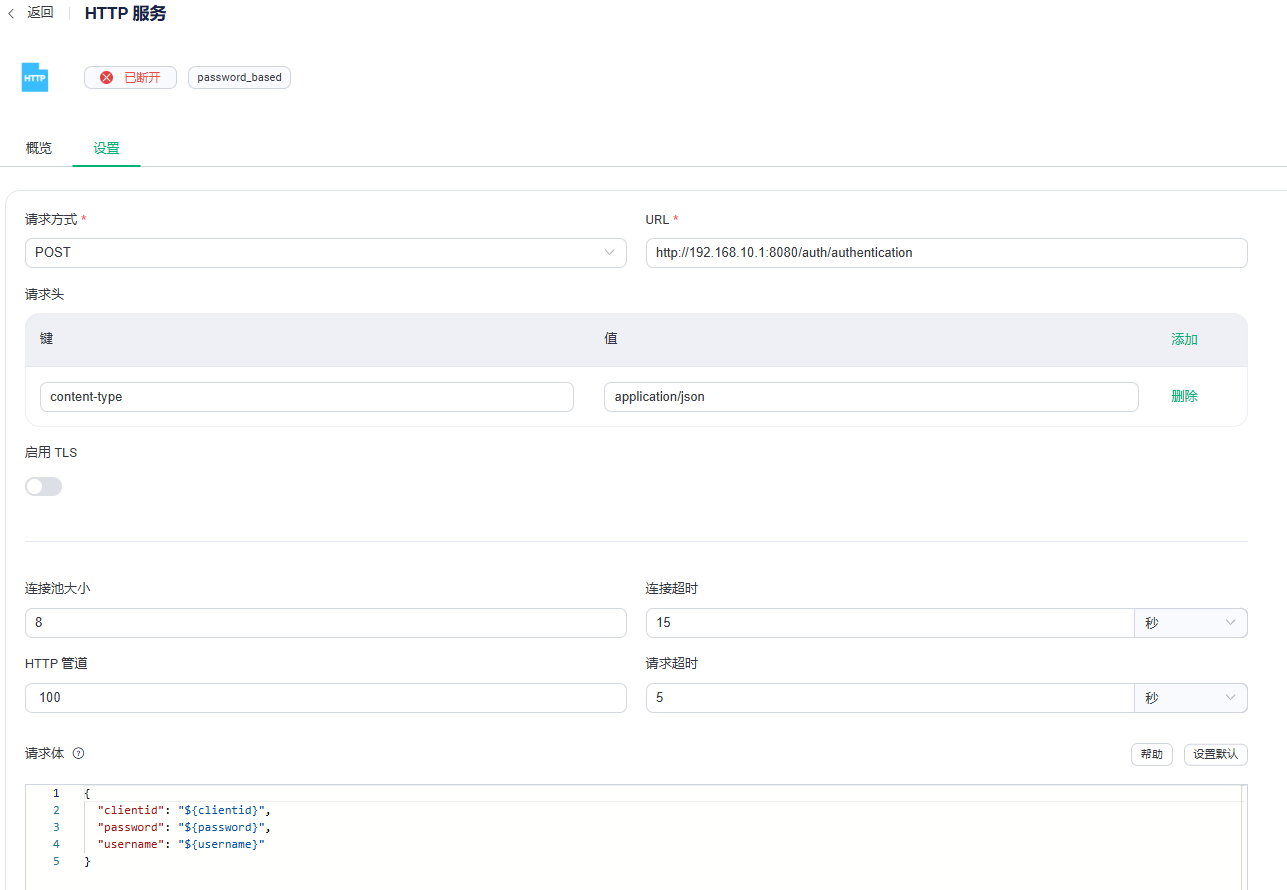 返回 HTTP 服务
HTTP 已断开 password_based
概览 设置
请求方式 * URL *
POST http://192.168.10.1:8080/auth/authentication
请求头
键 值 添加
content-type application/json 删除
启用 TLS
连接池大小 连接超时
8 15 秒
HTTP 管道 请求超时
100 5 秒
请求体 ? 帮助 设置默认
1 {
2 "clientid": "${clientid}",
3 "password": "${password}",
4 "username": "${username}"
5 }